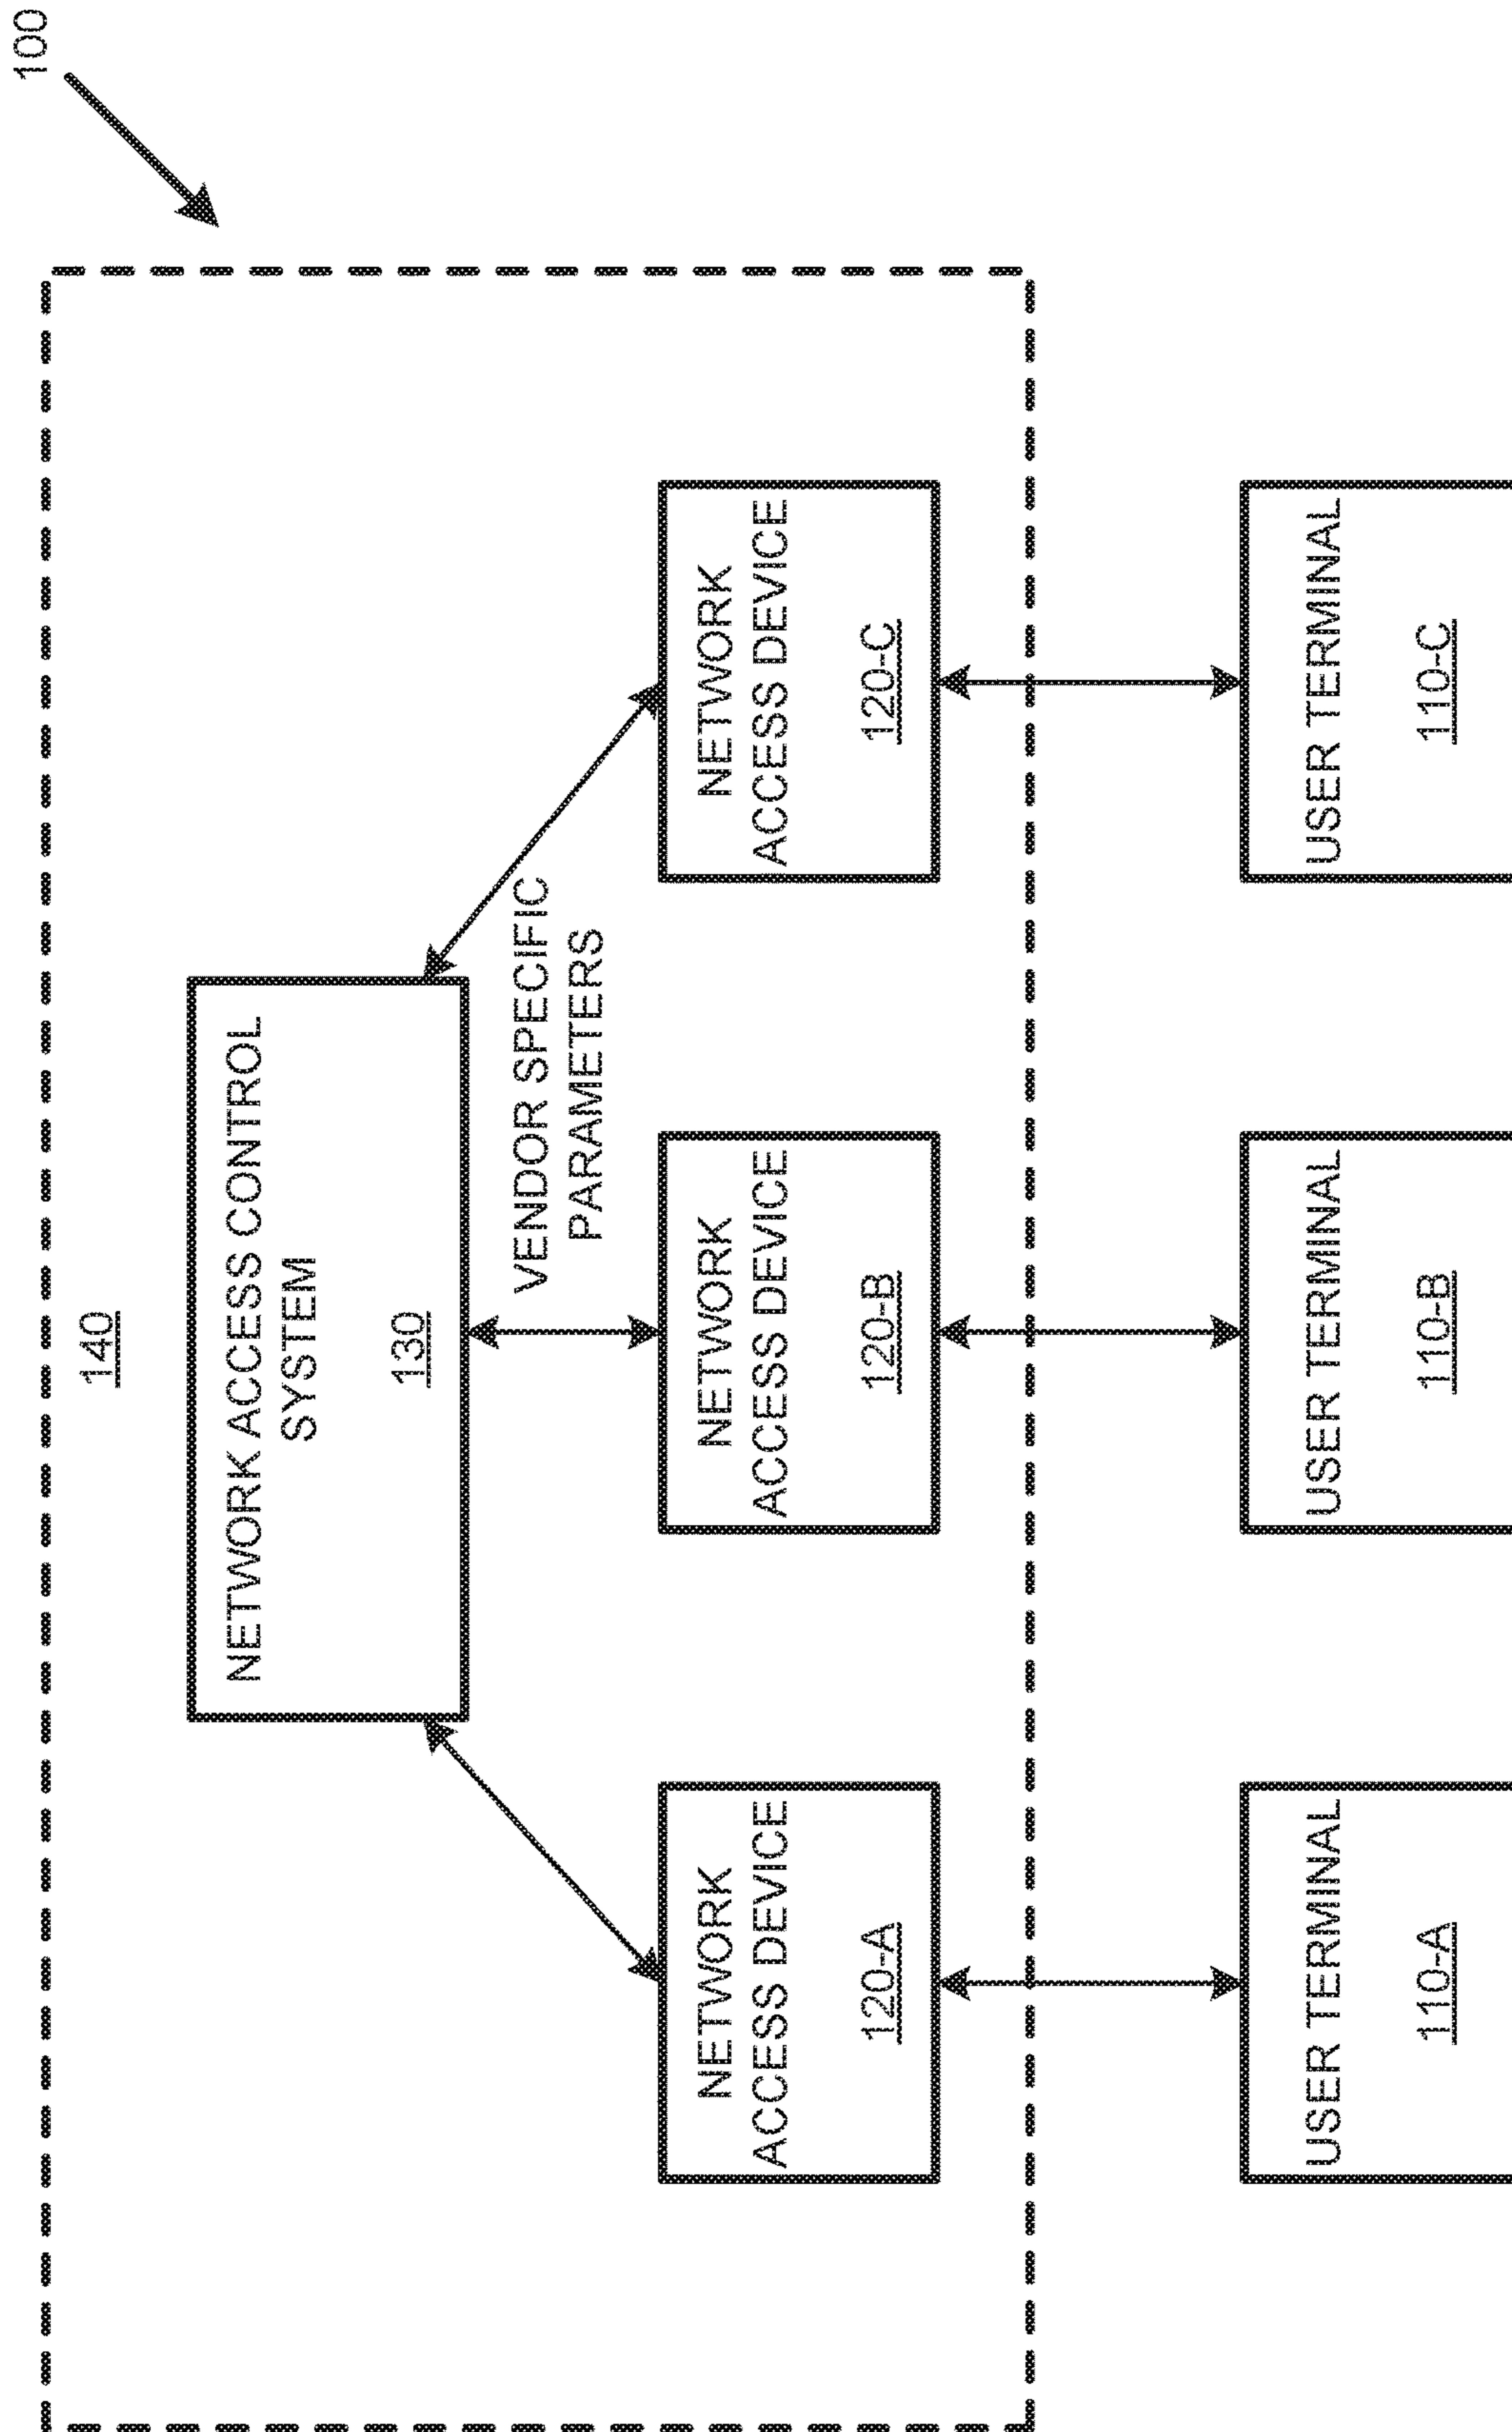 100
140
NETWORK ACCESS CONTROL
SYSTEM
130
VENDOR SPECIFIC
PARAMETERS
NETWORK
ACCESS DEVICE
120-A
NETWORK
ACCESS DEVICE
120-B
NETWORK
ACCESS DEVICE
120-C
USER TERMINAL
110-A
USER TERMINAL
110-B
USER TERMINAL
110-C